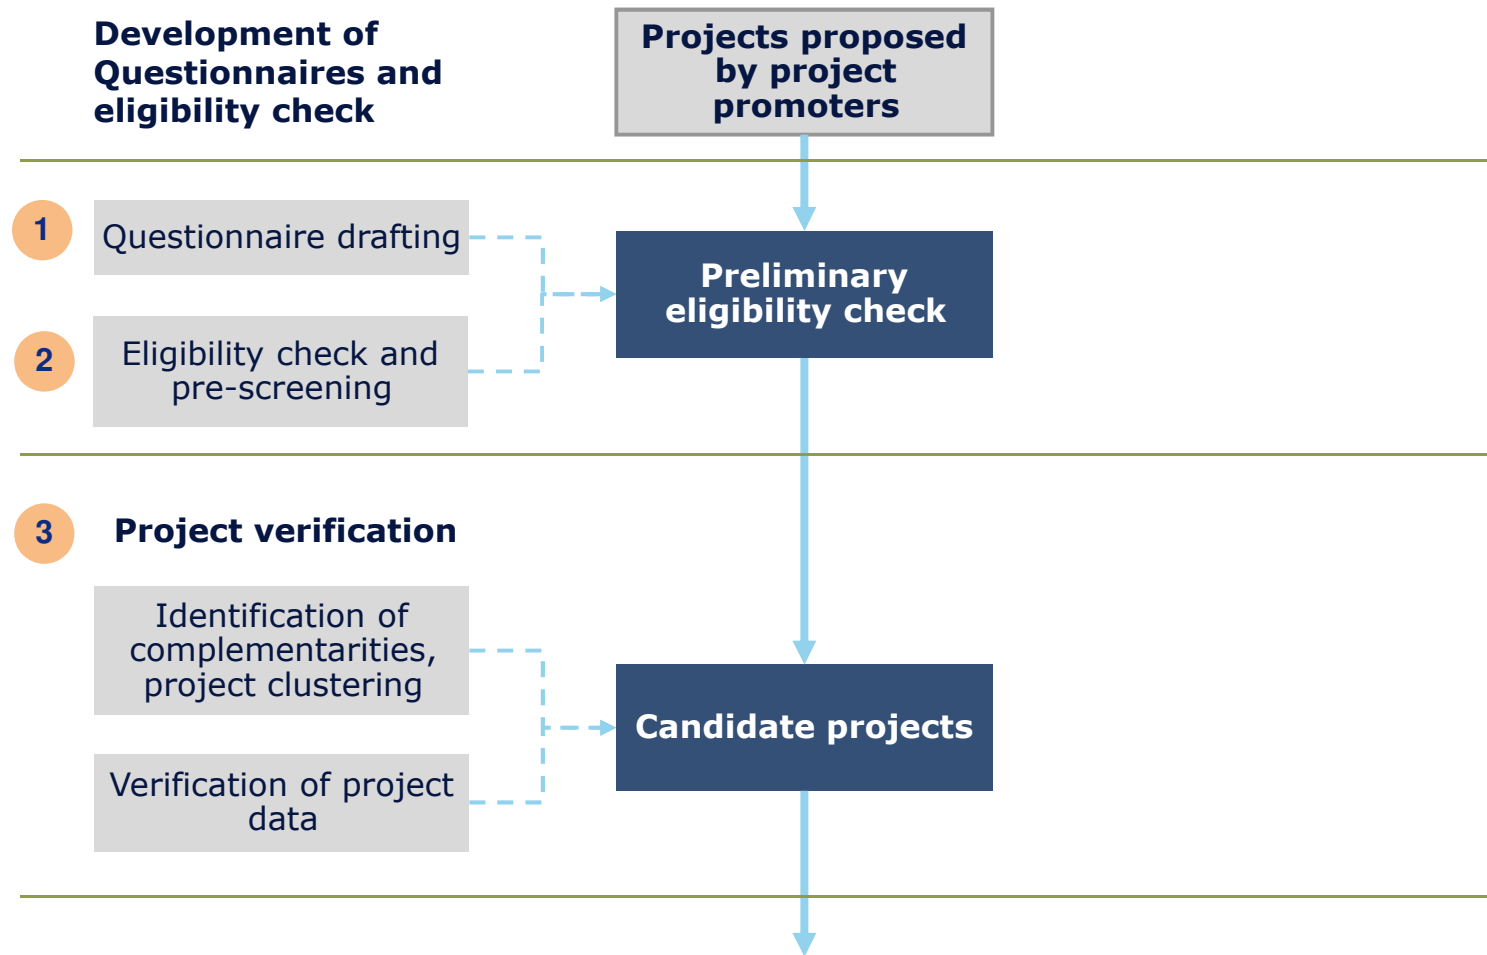 Development of
Questionnaires and
eligibility check
Projects proposed
by project
promoters
1
Questionnaire drafting
Preliminary
eligibility check
2
Eligibility check and
pre-screening
3
Project verification
Identification of
complementarities,
project clustering
Candidate projects
Verification of project
data